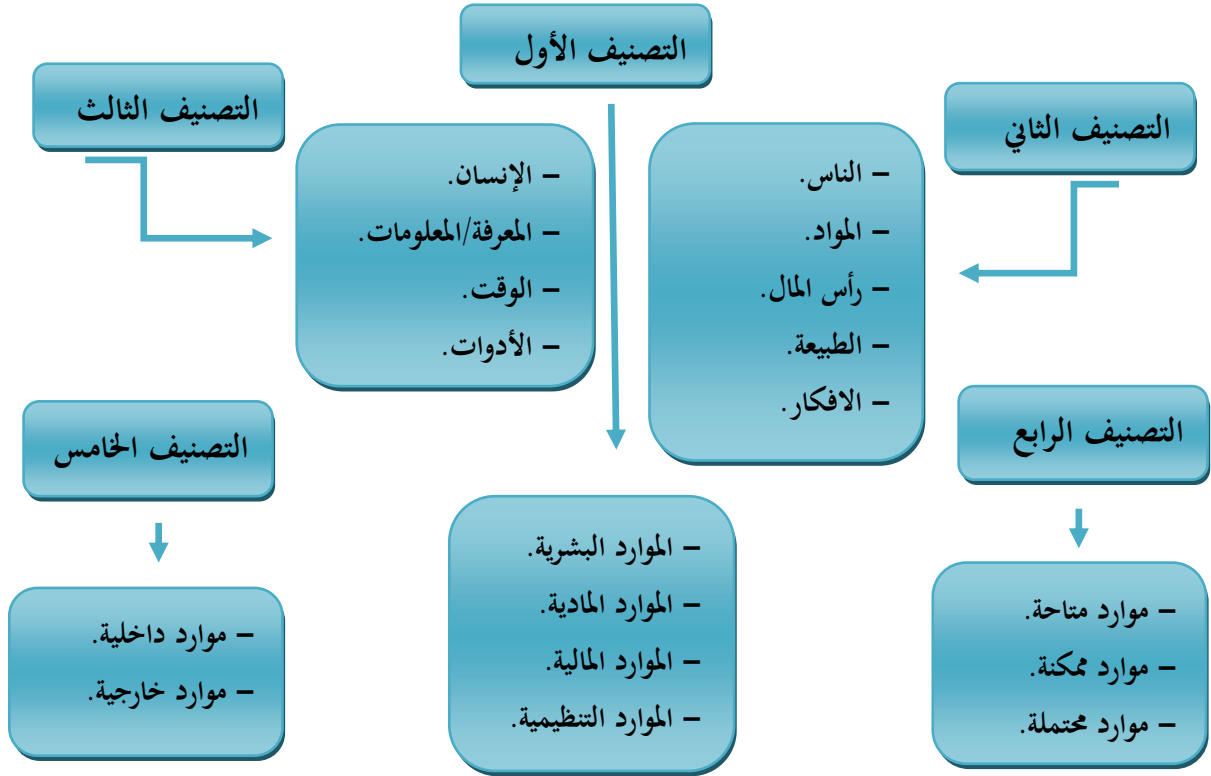 التصنيف الأول
التصنيف الثاني
التصنيف الثالث
– الناس.
– المواد.
– رأس المال.
– الطبيعة.
– الافكار.
– الإنسان.
– المعرفة/المعلومات.
– الوقت.
– الأدوات.
التصنيف الرابع
التصنيف الخامس
– موارد متاحة.
– موارد ممكنة.
– موارد محتملة.
– الموارد البشرية.
– الموارد المادية.
– الموارد المالية.
– الموارد التنظيمية.
– موارد داخلية.
– موارد خارجية.